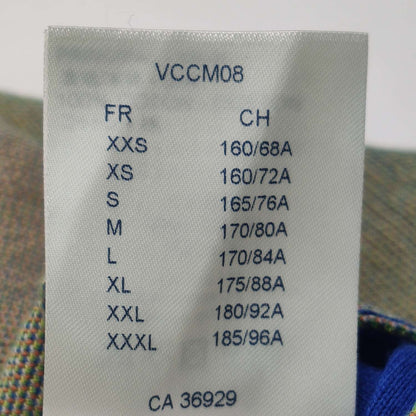 VCCM08
FR CH
XXS 160/68A
XS 160/72A
S 165/76A
M 170/80A
L 170/84A
XL 175/88A
XXL 180/92A
XXXL 185/96A
CA 36929